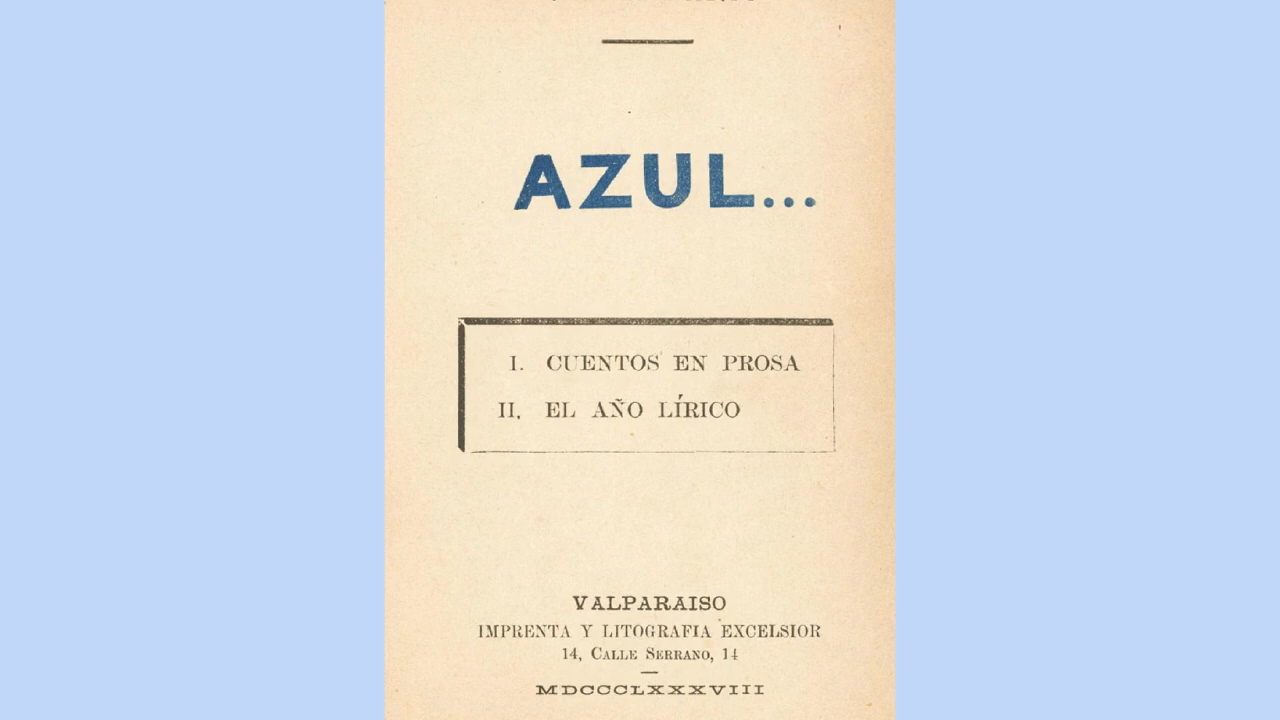 AZUL...
I. CUENTOS EN PROSA
II. EL AÑO LÍRICO
VALPARAISO
IMPRENTA Y LITOGRAFIA EXCELSIOR
14, CALLE SERRANO, 14
MDCCCLXXXVIII